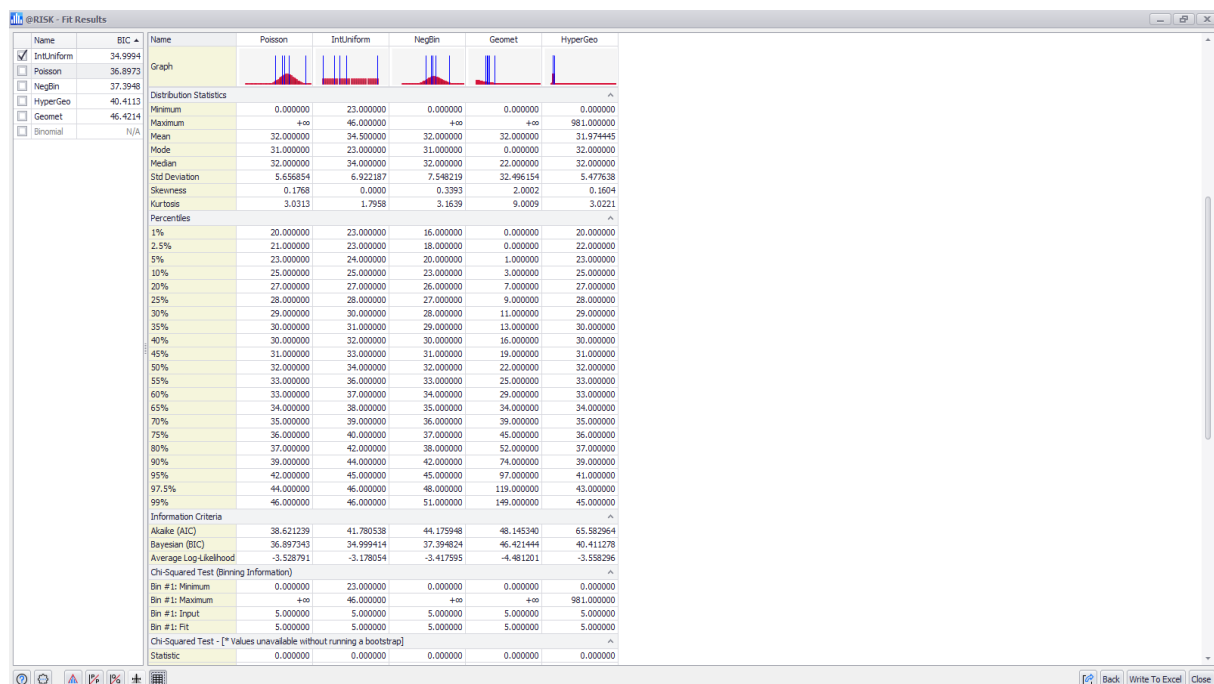 @RISK - Fit Results
Name BIC
IntUniform 34.9994
Poisson 36.8973
NegBin 37.3948
HyperGeo 40.4113
Geomet 46.4214
Binomial N/A
Name Poisson IntUniform NegBin Geomet HyperGeo
Graph
Distribution Statistics
Minimum 0.000000 23.000000 0.000000 0.000000 0.000000
Maximum +∞ 46.000000 +∞ +∞ 981.000000
Mean 32.000000 34.500000 32.000000 32.000000 31.974445
Mode 31.000000 23.000000 31.000000 0.000000 32.000000
Median 32.000000 34.000000 32.000000 22.000000 32.000000
Std Deviation 5.656854 6.922187 7.548219 32.496154 5.477638
Skewness 0.1768 0.0000 0.3393 2.0002 0.1604
Kurtosis 3.0313 1.7958 3.1639 9.0009 3.0221
Percentiles
1% 20.000000 23.000000 16.000000 0.000000 20.000000
2.5% 21.000000 23.000000 18.000000 0.000000 22.000000
5% 23.000000 24.000000 20.000000 1.000000 23.000000
10% 25.000000 25.000000 23.000000 3.000000 25.000000
20% 27.000000 27.000000 26.000000 7.000000 27.000000
25% 28.000000 28.000000 27.000000 9.000000 28.000000
30% 29.000000 30.000000 28.000000 11.000000 29.000000
35% 30.000000 31.000000 29.000000 13.000000 30.000000
40% 30.000000 32.000000 30.000000 16.000000 30.000000
45% 31.000000 33.000000 31.000000 19.000000 31.000000
50% 32.000000 34.000000 32.000000 22.000000 32.000000
55% 33.000000 36.000000 33.000000 25.000000 33.000000
60% 33.000000 37.000000 34.000000 29.000000 33.000000
65% 34.000000 38.000000 35.000000 34.000000 34.000000
70% 35.000000 39.000000 36.000000 39.000000 35.000000
75% 36.000000 40.000000 37.000000 45.000000 36.000000
80% 37.000000 42.000000 38.000000 52.000000 37.000000
90% 39.000000 44.000000 42.000000 74.000000 39.000000
95% 42.000000 45.000000 45.000000 97.000000 41.000000
97.5% 44.000000 46.000000 48.000000 119.000000 43.000000
99% 46.000000 46.000000 51.000000 149.000000 45.000000
Information Criteria
Akaike (AIC) 38.621239 41.780538 44.175948 48.145340 65.582964
Bayesian (BIC) 36.897343 34.999414 37.394824 46.421444 40.411278
Average Log-Likelihood -3.528791 -3.178054 -3.417595 -4.481201 -3.558296
Chi-Squared Test (Binning Information)
Bin #1: Minimum 0.000000 23.000000 0.000000 0.000000 0.000000
Bin #1: Maximum +∞ 46.000000 +∞ +∞ 981.000000
Bin #1: Input 5.000000 5.000000 5.000000 5.000000 5.000000
Bin #1: Fit 5.000000 5.000000 5.000000 5.000000 5.000000
Chi-Squared Test - [* Values unavailable without running a bootstrap]
Statistic 0.000000 0.000000 0.000000 0.000000 0.000000
Back Write To Excel Close